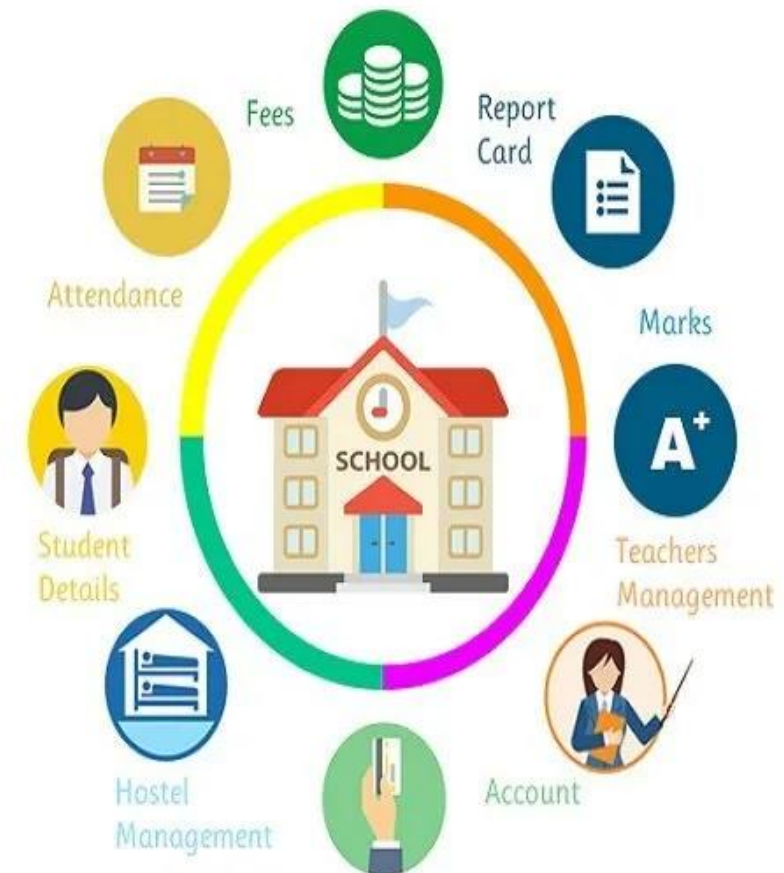 Fees
Report
Card
Attendance
Marks
SCHOOL
A+
Student
Details
Teachers
Management
Hostel
Management
Account